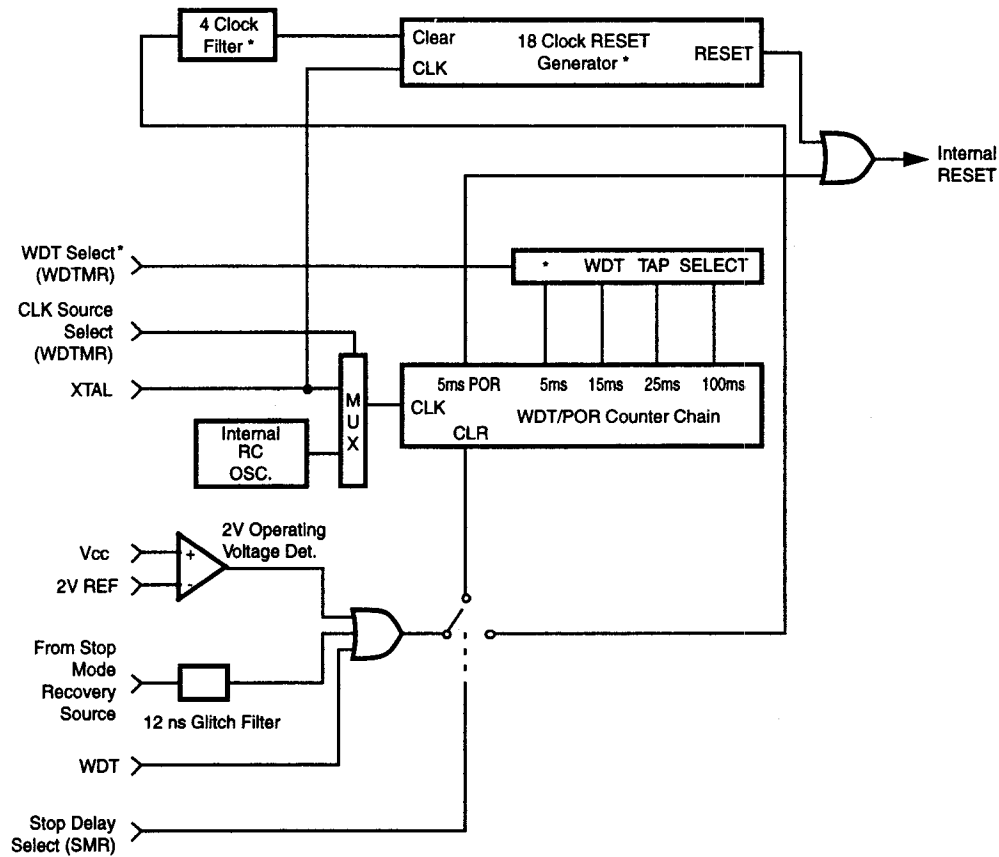 4 Clock
Filter *
Clear
CLK
18 Clock RESET
Generator *
RESET
Internal
RESET
WDT Select*
(WDTMR)
* WDT TAP SELECT
CLK Source
Select
(WDTMR)
XTAL
MUX
Internal
RC
OSC.
5ms POR 5ms 15ms 25ms 100ms
CLK
WDT/POR Counter Chain
CLR
2V Operating
Voltage Det.
Vcc
+
2V REF
-
From Stop
Mode
Recovery
Source
12 ns Glitch Filter
WDT
Stop Delay
Select (SMR)